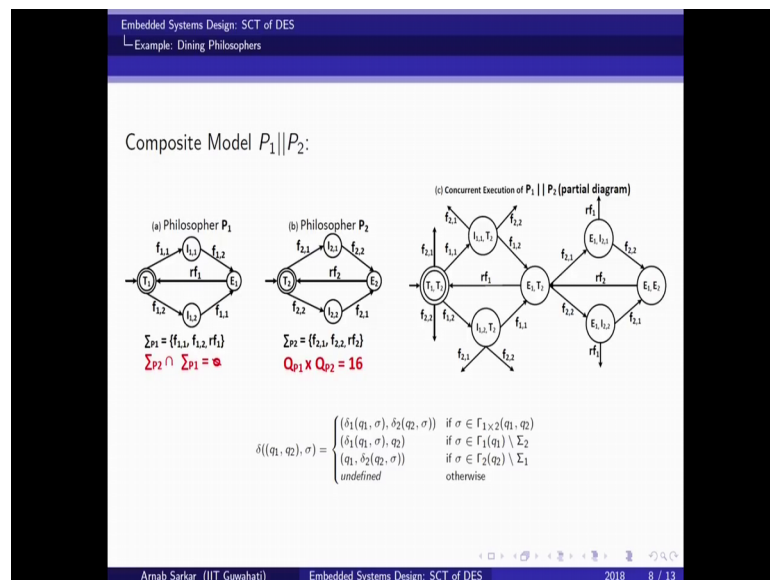 Embedded Systems Design: SCT of DES
Example: Dining Philosophers
Composite Model P₁||P₂:
(c) Concurrent Execution of P₁ || P₂ (partial diagram)
(a) Philosopher P₁
(b) Philosopher P₂
f₁,₁ I₁,₁ f₁,₂
T₁ rf₁ E₁
f₁,₂ I₁,₂ f₁,₁
f₂,₁ I₂,₁ f₂,₂
T₂ rf₂ E₂
f₂,₂ I₂,₂ f₂,₁
f₂,₁ f₂,₂ rf₁
f₂,₁ f₁,₁ I₁,₁, T₂ f₁,₂ f₂,₁ E₁, I₂,₁ f₂,₂
T₁, T₂ rf₁ E₁, T₂ rf₂ E₁, E₂
f₂,₂ f₁,₂ I₁,₂, T₂ f₁,₁ f₂,₂ E₁, I₂,₂ f₂,₁
f₂,₁ f₂,₂ rf₁
∑P1 = {f₁,₁, f₁,₂, rf₁}
∑P2 = {f₂,₁, f₂,₂, rf₂}
∑P2 ∩ ∑P1 = ∅
QP1 x QP2 = 16
(δ₁(q₁, σ), δ₂(q₂, σ)) if σ ∈ Γ₁ₓ₂(q₁, q₂)
δ((q₁, q₂), σ) = { (δ₁(q₁, σ), q₂) if σ ∈ Γ₁(q₁) \ Σ₂
(q₁, δ₂(q₂, σ)) if σ ∈ Γ₂(q₂) \ Σ₁
undefined otherwise
Arnab Sarkar (IIT Guwahati) Embedded Systems Design: SCT of DES 2018 8 / 13